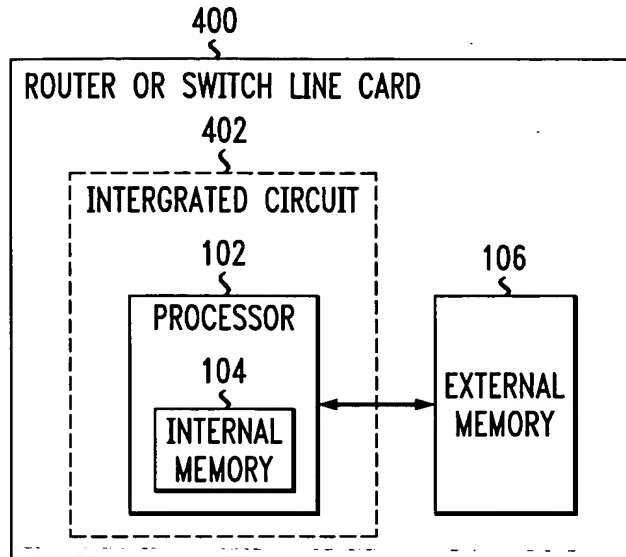 400
ROUTER OR SWITCH LINE CARD
402
INTERGRATED CIRCUIT
102
PROCESSOR
104
INTERNAL
MEMORY
106
EXTERNAL
MEMORY